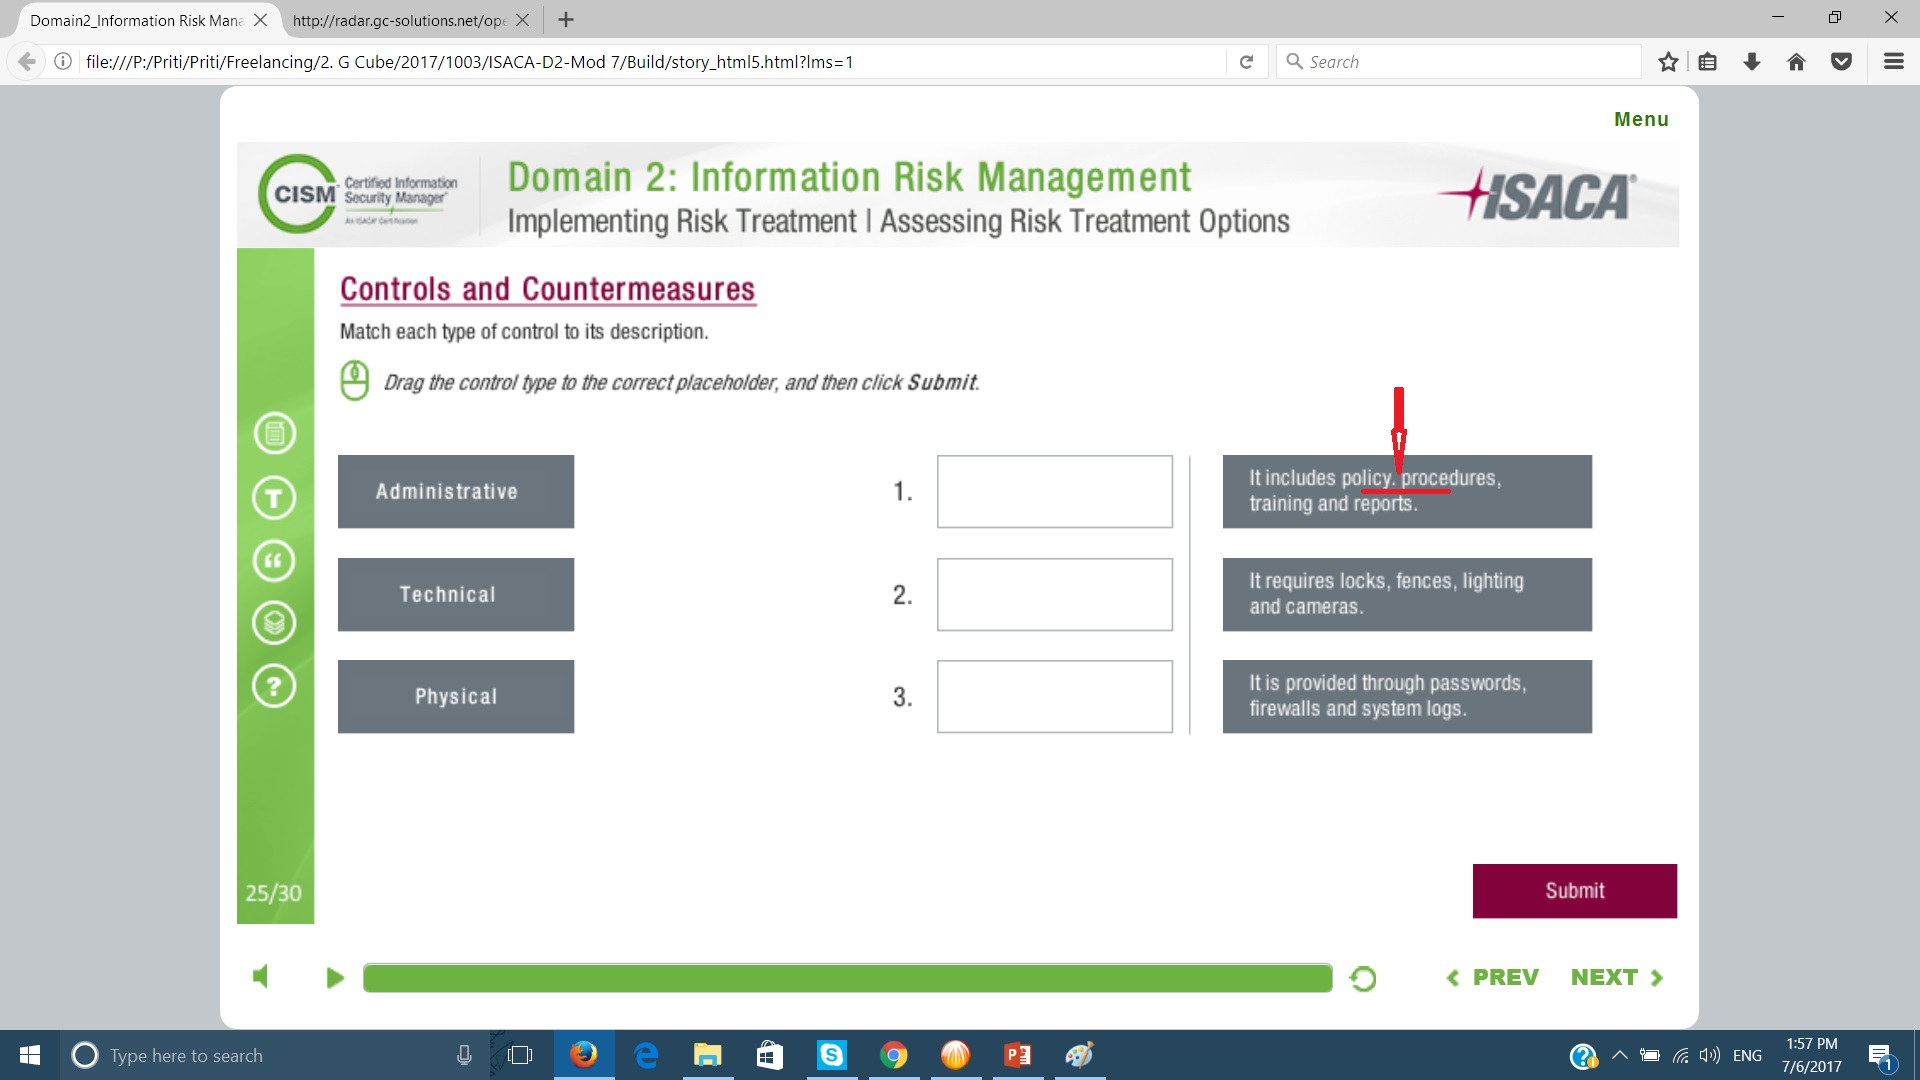 Domain2_Information Risk Mana
http://radar.gc-solutions.net/ope
file:///P:/Priti/Priti/Freelancing/2. G Cube/2017/1003/ISACA-D2-Mod 7/Build/story_html5.html?lms=1
Search
Menu
CISM Certified Information
Security Manager
An ISACA Certification
Domain 2: Information Risk Management
Implementing Risk Treatment | Assessing Risk Treatment Options
ISACA®
Controls and Countermeasures
Match each type of control to its description.
Drag the control type to the correct placeholder, and then click Submit.
Administrative
1.
It includes policy. procedures,
training and reports.
Technical
2.
It requires locks, fences, lighting
and cameras.
Physical
3.
It is provided through passwords,
firewalls and system logs.
T
“
?
25/30
Submit
PREV
NEXT
Type here to search
ENG
1:57 PM
7/6/2017
1